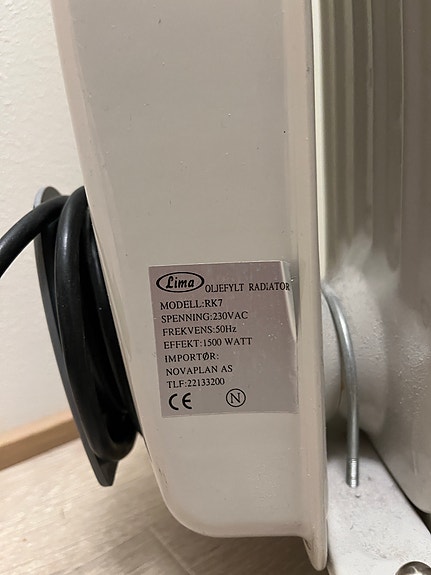 Lima OLJEFYLT RADIATOR
MODELL:RK7
SPENNING:230VAC
FREKVENS:50Hz
EFFEKT:1500 WATT
IMPORTØR:
NOVAPLAN AS
TLF:22133200
CE N